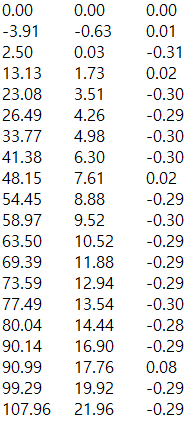 0.00 0.00 0.00
-3.91 -0.63 0.01
2.50 0.03 -0.31
13.13 1.73 0.02
23.08 3.51 -0.30
26.49 4.26 -0.29
33.77 4.98 -0.30
41.38 6.30 -0.30
48.15 7.61 0.02
54.45 8.88 -0.29
58.97 9.52 -0.30
63.50 10.52 -0.29
69.39 11.88 -0.29
73.59 12.94 -0.29
77.49 13.54 -0.30
80.04 14.44 -0.28
90.14 16.90 -0.29
90.99 17.76 0.08
99.29 19.92 -0.29
107.96 21.96 -0.29